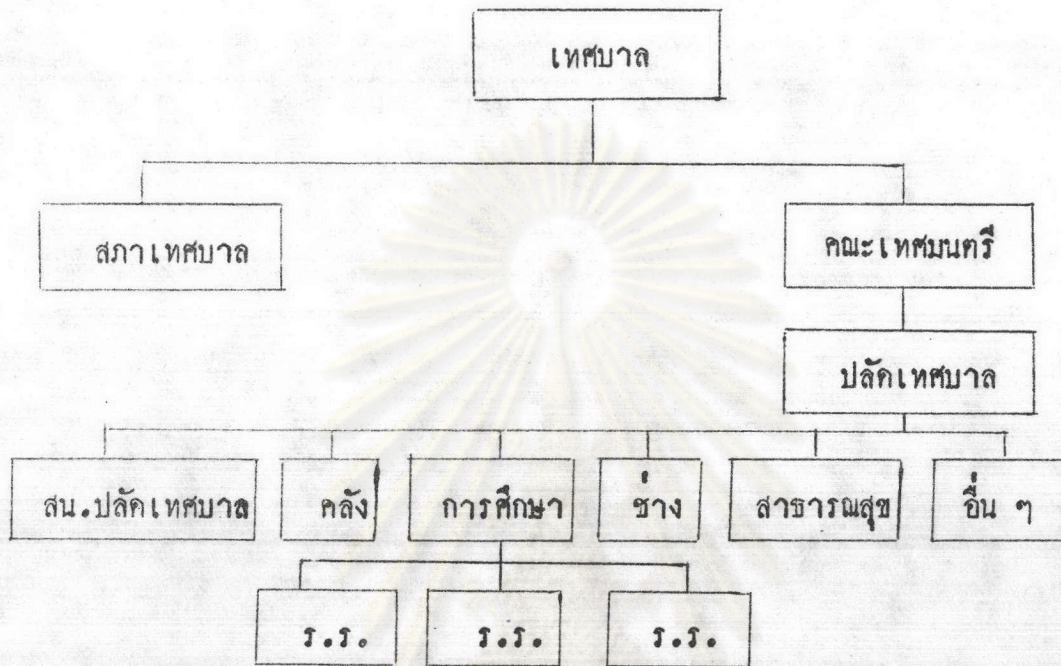 เทศบาล
สภาเทศบาล
คณะเทศมนตรี
ปลัดเทศบาล
สน.ปลัดเทศบาล คลัง การศึกษา ช่าง สาธารณสุข อื่น ๆ
ร.ร. ร.ร. ร.ร.